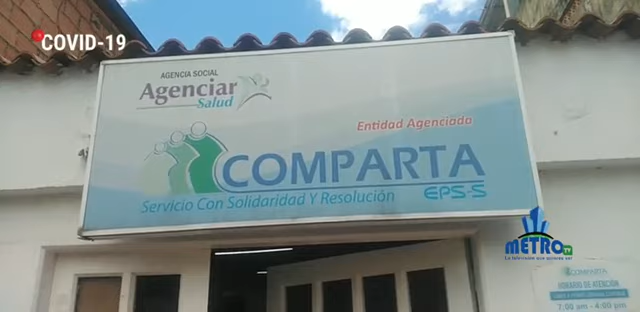 COVID-19
AGENCIA SOCIAL
Agenciar
Salud
Entidad Agenciada
COMPARTA
EPS-S
Servicio Con Solidaridad Y Resolución
METRO TV
COMPARTA
HORARIO DE ATENCIÓN
7:00 am - 4:00 pm